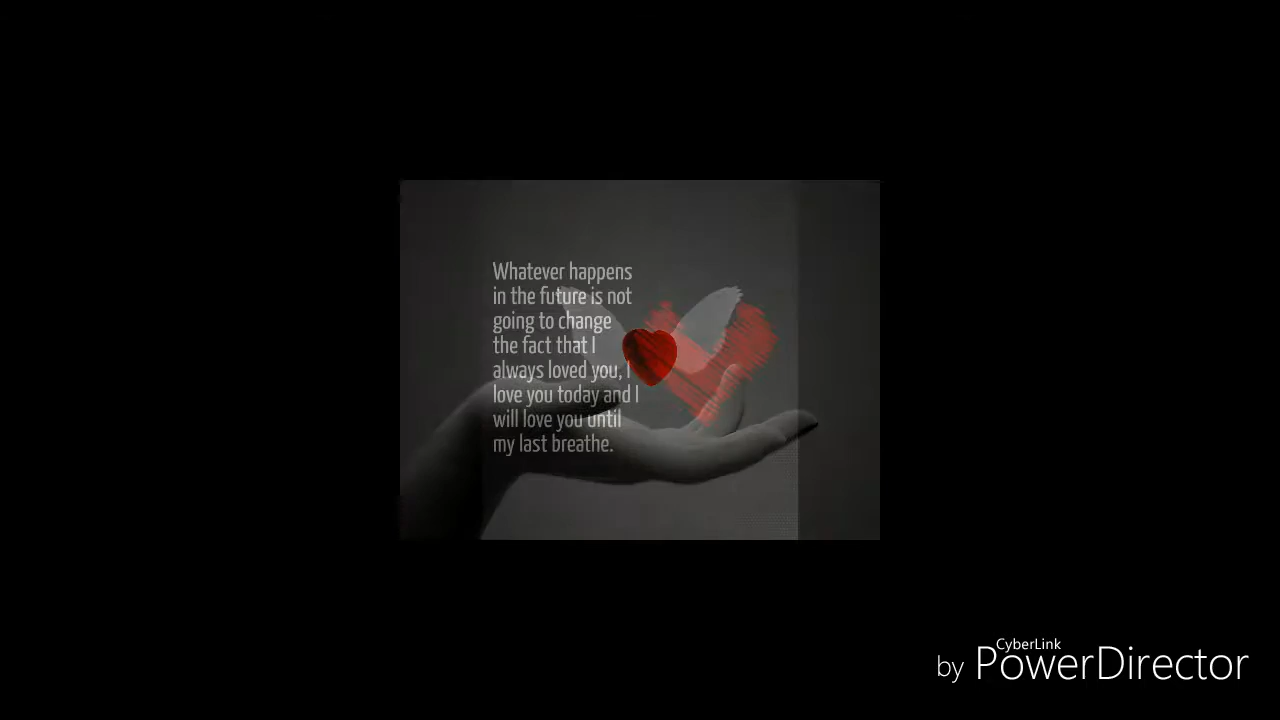 Whatever happens
in the future is not
going to change
the fact that I
always loved you, I
love you today and I
will love you until
my last breathe.
CyberLink
by PowerDirector